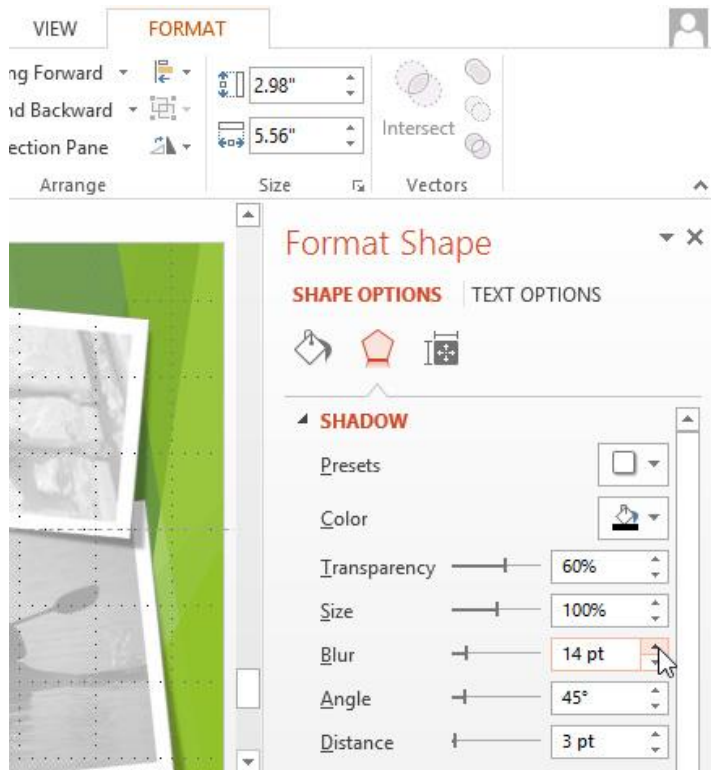 VIEW FORMAT
ng Forward
nd Backward
ection Pane
2.98"
5.56"
Intersect
Arrange Size Vectors
Format Shape
SHAPE OPTIONS TEXT OPTIONS
SHADOW
Presets
Color
Transparency 60%
Size 100%
Blur 14 pt
Angle 45°
Distance 3 pt